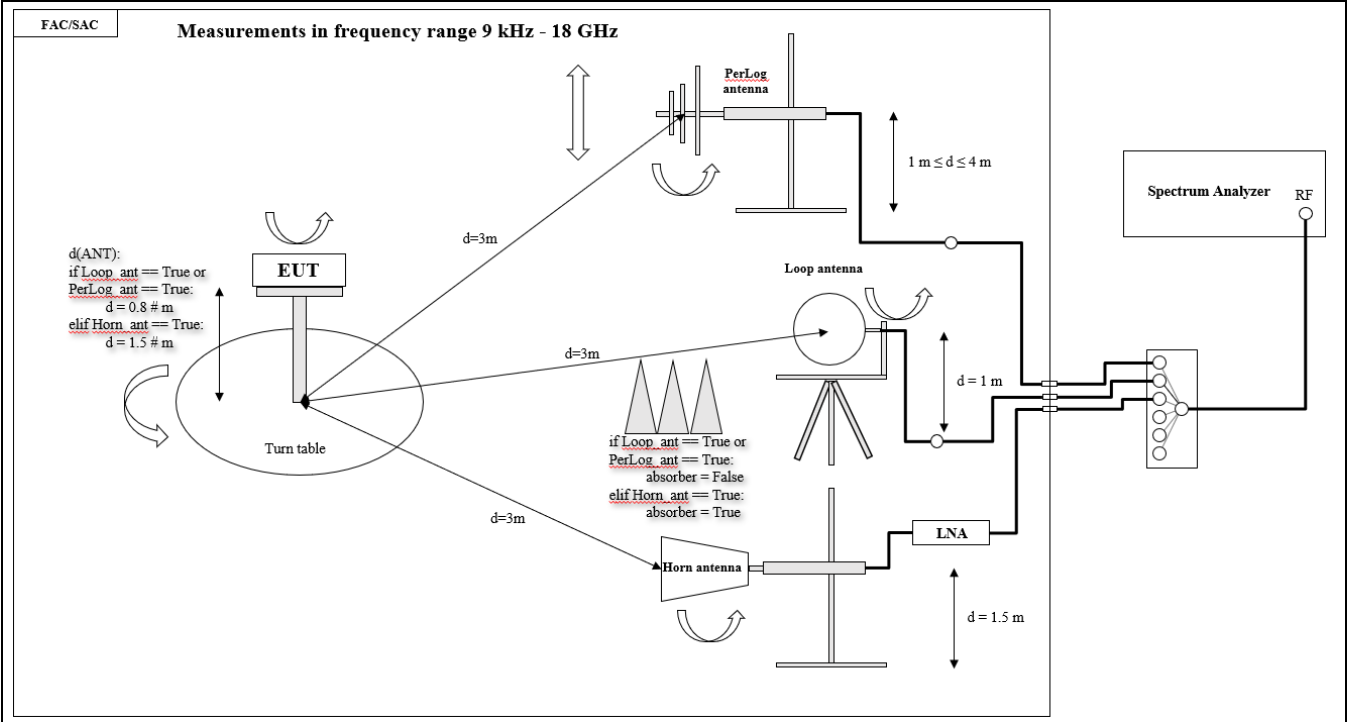 FAC/SAC
Measurements in frequency range 9 kHz - 18 GHz
PerLog
antenna
1 m ≤ d ≤ 4 m
Spectrum Analyzer
RF
d=3m
EUT
d(ANT):
if Loop_ant == True or
PerLog_ant == True:
d = 0.8 # m
elif Horn_ant == True:
d = 1.5 # m
Loop antenna
d=3m
d = 1 m
Turn table
if Loop_ant == True or
PerLog_ant == True:
absorber = False
elif Horn_ant == True:
absorber = True
d=3m
LNA
Horn antenna
d = 1.5 m